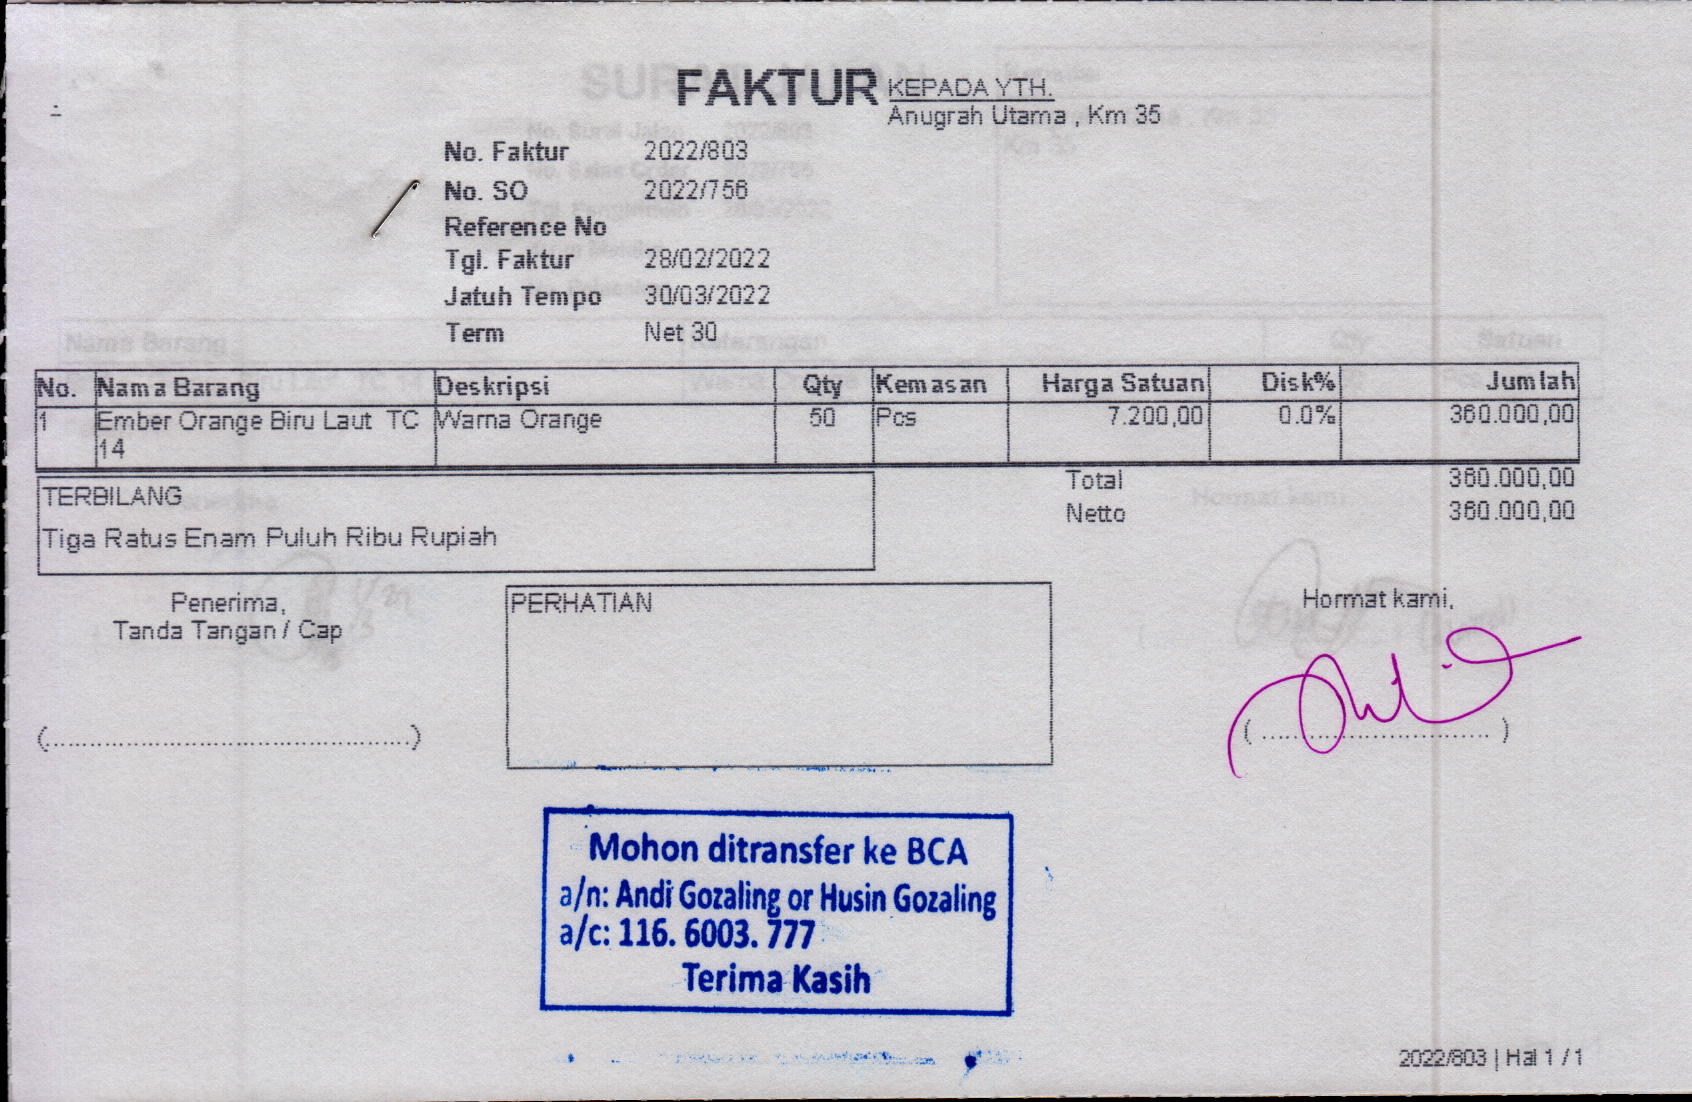 FAKTUR
KEPADA YTH.
Anugrah Utama , Km 35
No. Faktur 2022/803
No. SO 2022/756
Reference No
Tgl. Faktur 28/02/2022
Jatuh Tempo 30/03/2022
Term Net 30
No. Nama Barang Deskripsi Qty Kemasan Harga Satuan Disk% Jumlah
1 Ember Orange Biru Laut TC Warna Orange 50 Pcs 7.200,00 0.0% 360.000,00
14
Total 360.000,00
TERBILANG
Netto 360.000,00
Tiga Ratus Enam Puluh Ribu Rupiah
Penerima,
Tanda Tangan / Cap
PERHATIAN
Hormat kami,
(..............................................)
( ............................... )
Mohon ditransfer ke BCA
a/n: Andi Gozaling or Husin Gozaling
a/c: 116. 6003. 777
Terima Kasih
2022/803 | Hal 1 / 1